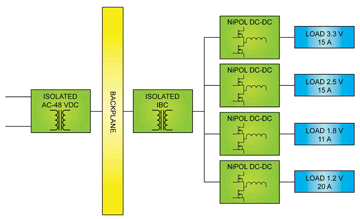 ISOLATED
AC-48 VDC
BACKPLANE
ISOLATED
IBC
NiPOL DC-DC
LOAD 3.3 V
15 A
NiPOL DC-DC
LOAD 2.5 V
15 A
NiPOL DC-DC
LOAD 1.8 V
11 A
NiPOL DC-DC
LOAD 1.2 V
20 A